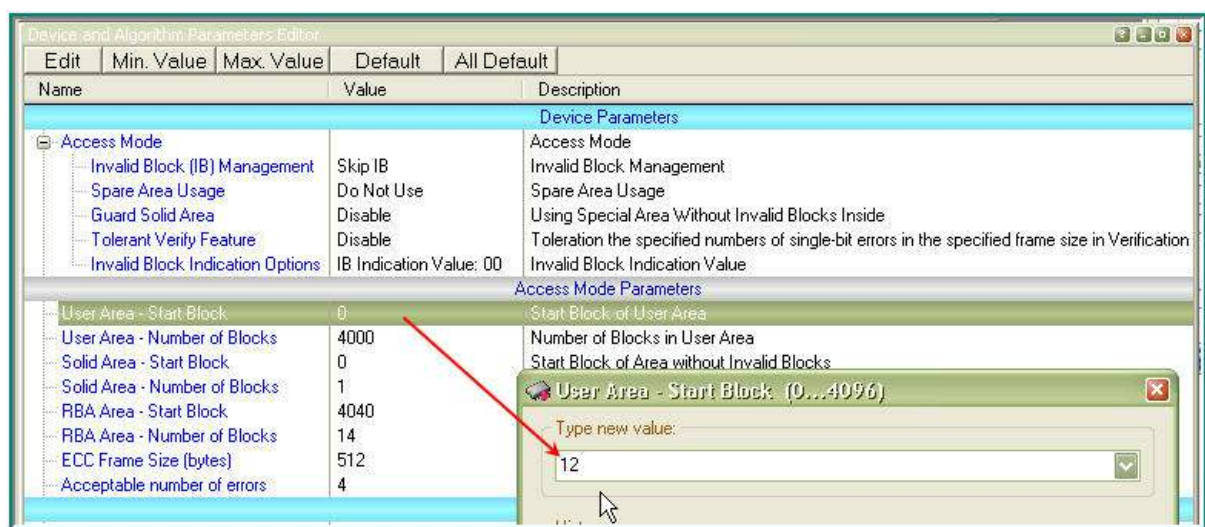 Device and Algorithm Parameters Editor
Edit Min. Value Max. Value Default All Default
Name Value Description
Device Parameters
Access Mode Access Mode
Invalid Block (IB) Management Skip IB Invalid Block Management
Spare Area Usage Do Not Use Spare Area Usage
Guard Solid Area Disable Using Special Area Without Invalid Blocks Inside
Tolerant Verify Feature Disable Toleration the specified numbers of single-bit errors in the specified frame size in Verification
Invalid Block Indication Options IB Indication Value: 00 Invalid Block Indication Value
Access Mode Parameters
User Area - Start Block 0 Start Block of User Area
User Area - Number of Blocks 4000 Number of Blocks in User Area
Solid Area - Start Block 0 Start Block of Area without Invalid Blocks
Solid Area - Number of Blocks 1
RBA Area - Start Block 4040
RBA Area - Number of Blocks 14
ECC Frame Size (bytes) 512
Acceptable number of errors 4
User Area - Start Block (0...4096)
Type new value:
12